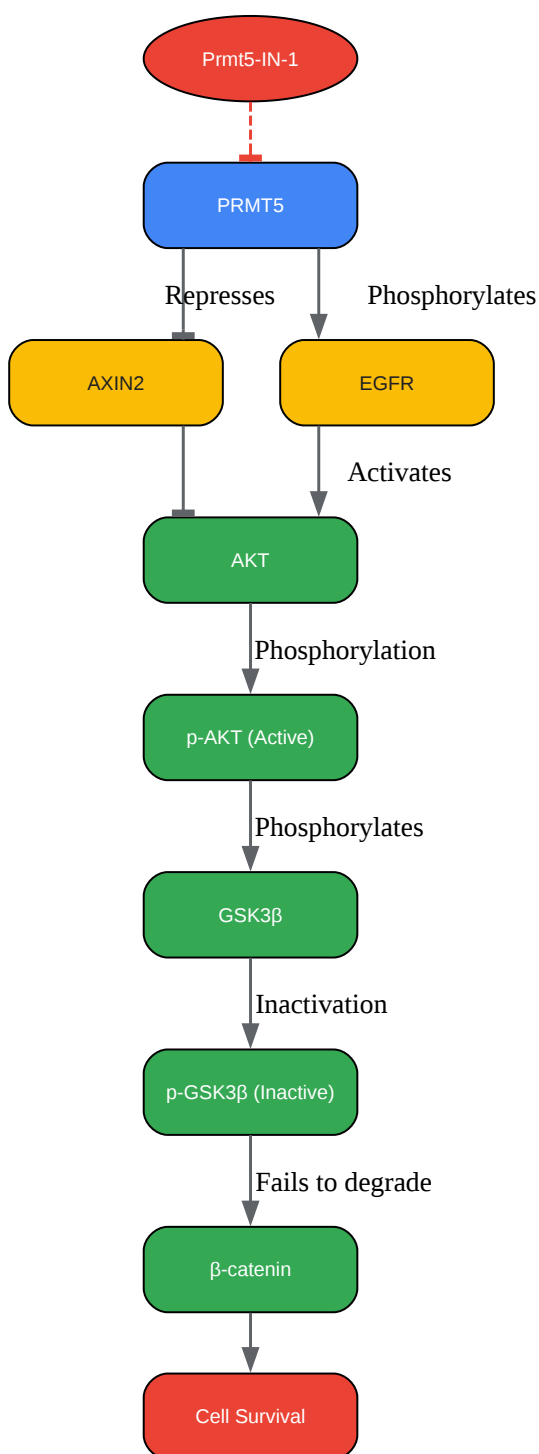 Prmt5-IN-1
PRMT5
Represses
Phosphorylates
AXIN2
EGFR
Activates
AKT
Phosphorylation
p-AKT (Active)
Phosphorylates
GSK3β
Inactivation
p-GSK3β (Inactive)
Fails to degrade
β-catenin
Cell Survival